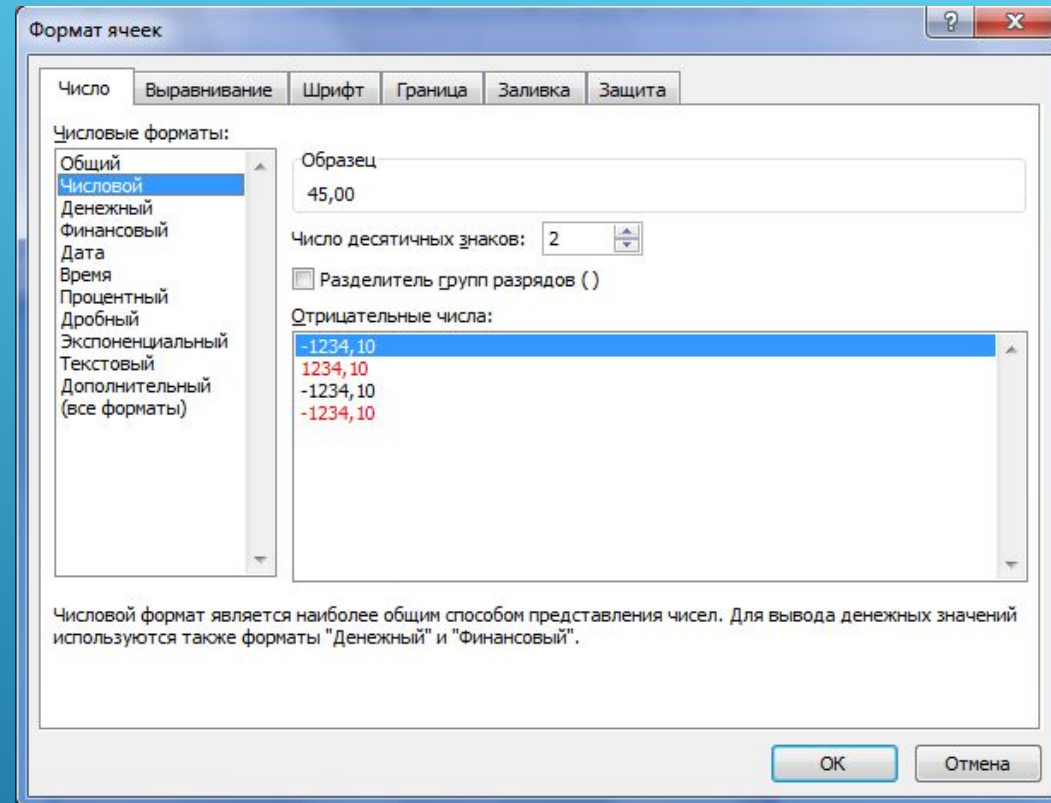 Формат ячеек
?
X
Число
Выравнивание
Шрифт
Граница
Заливка
Защита
Числовые форматы:
Общий
Числовой
Денежный
Финансовый
Дата
Время
Процентный
Дробный
Экспоненциальный
Текстовый
Дополнительный
(все форматы)
Образец
45,00
Число десятичных знаков: 2
Разделитель групп разрядов ( )
Отрицательные числа:
-1234,10
1234,10
-1234,10
-1234,10
Числовой формат является наиболее общим способом представления чисел. Для вывода денежных значений
используются также форматы "Денежный" и "Финансовый".
ОК
Отмена